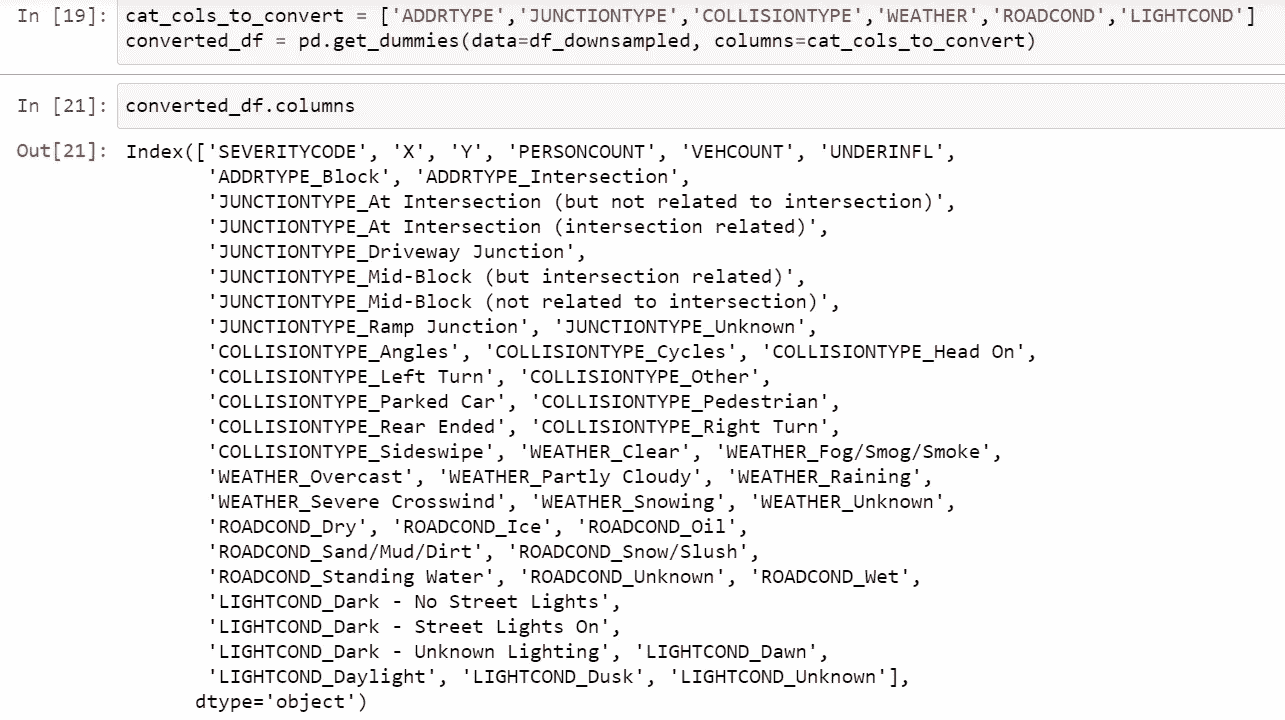 In [19]: cat_cols_to_convert = ['ADDRTYPE','JUNCTIONTYPE','COLLISIONTYPE','WEATHER','ROADCOND','LIGHTCOND']
converted_df = pd.get_dummies(data=df_downsampled, columns=cat_cols_to_convert)
In [21]: converted_df.columns
Out[21]: Index(['SEVERITYCODE', 'X', 'Y', 'PERSONCOUNT', 'VEHCOUNT', 'UNDERINFL',
'ADDRTYPE_Block', 'ADDRTYPE_Intersection',
'JUNCTIONTYPE_At Intersection (but not related to intersection)',
'JUNCTIONTYPE_At Intersection (intersection related)',
'JUNCTIONTYPE_Driveway Junction',
'JUNCTIONTYPE_Mid-Block (but intersection related)',
'JUNCTIONTYPE_Mid-Block (not related to intersection)',
'JUNCTIONTYPE_Ramp Junction', 'JUNCTIONTYPE_Unknown',
'COLLISIONTYPE_Angles', 'COLLISIONTYPE_Cycles', 'COLLISIONTYPE_Head On',
'COLLISIONTYPE_Left Turn', 'COLLISIONTYPE_Other',
'COLLISIONTYPE_Parked Car', 'COLLISIONTYPE_Pedestrian',
'COLLISIONTYPE_Rear Ended', 'COLLISIONTYPE_Right Turn',
'COLLISIONTYPE_Sideswipe', 'WEATHER_Clear', 'WEATHER_Fog/Smog/Smoke',
'WEATHER_Overcast', 'WEATHER_Partly Cloudy', 'WEATHER_Raining',
'WEATHER_Severe Crosswind', 'WEATHER_Snowing', 'WEATHER_Unknown',
'ROADCOND_Dry', 'ROADCOND_Ice', 'ROADCOND_Oil',
'ROADCOND_Sand/Mud/Dirt', 'ROADCOND_Snow/Slush',
'ROADCOND_Standing Water', 'ROADCOND_Unknown', 'ROADCOND_Wet',
'LIGHTCOND_Dark - No Street Lights',
'LIGHTCOND_Dark - Street Lights On',
'LIGHTCOND_Dark - Unknown Lighting', 'LIGHTCOND_Dawn',
'LIGHTCOND_Daylight', 'LIGHTCOND_Dusk', 'LIGHTCOND_Unknown'],
dtype='object')